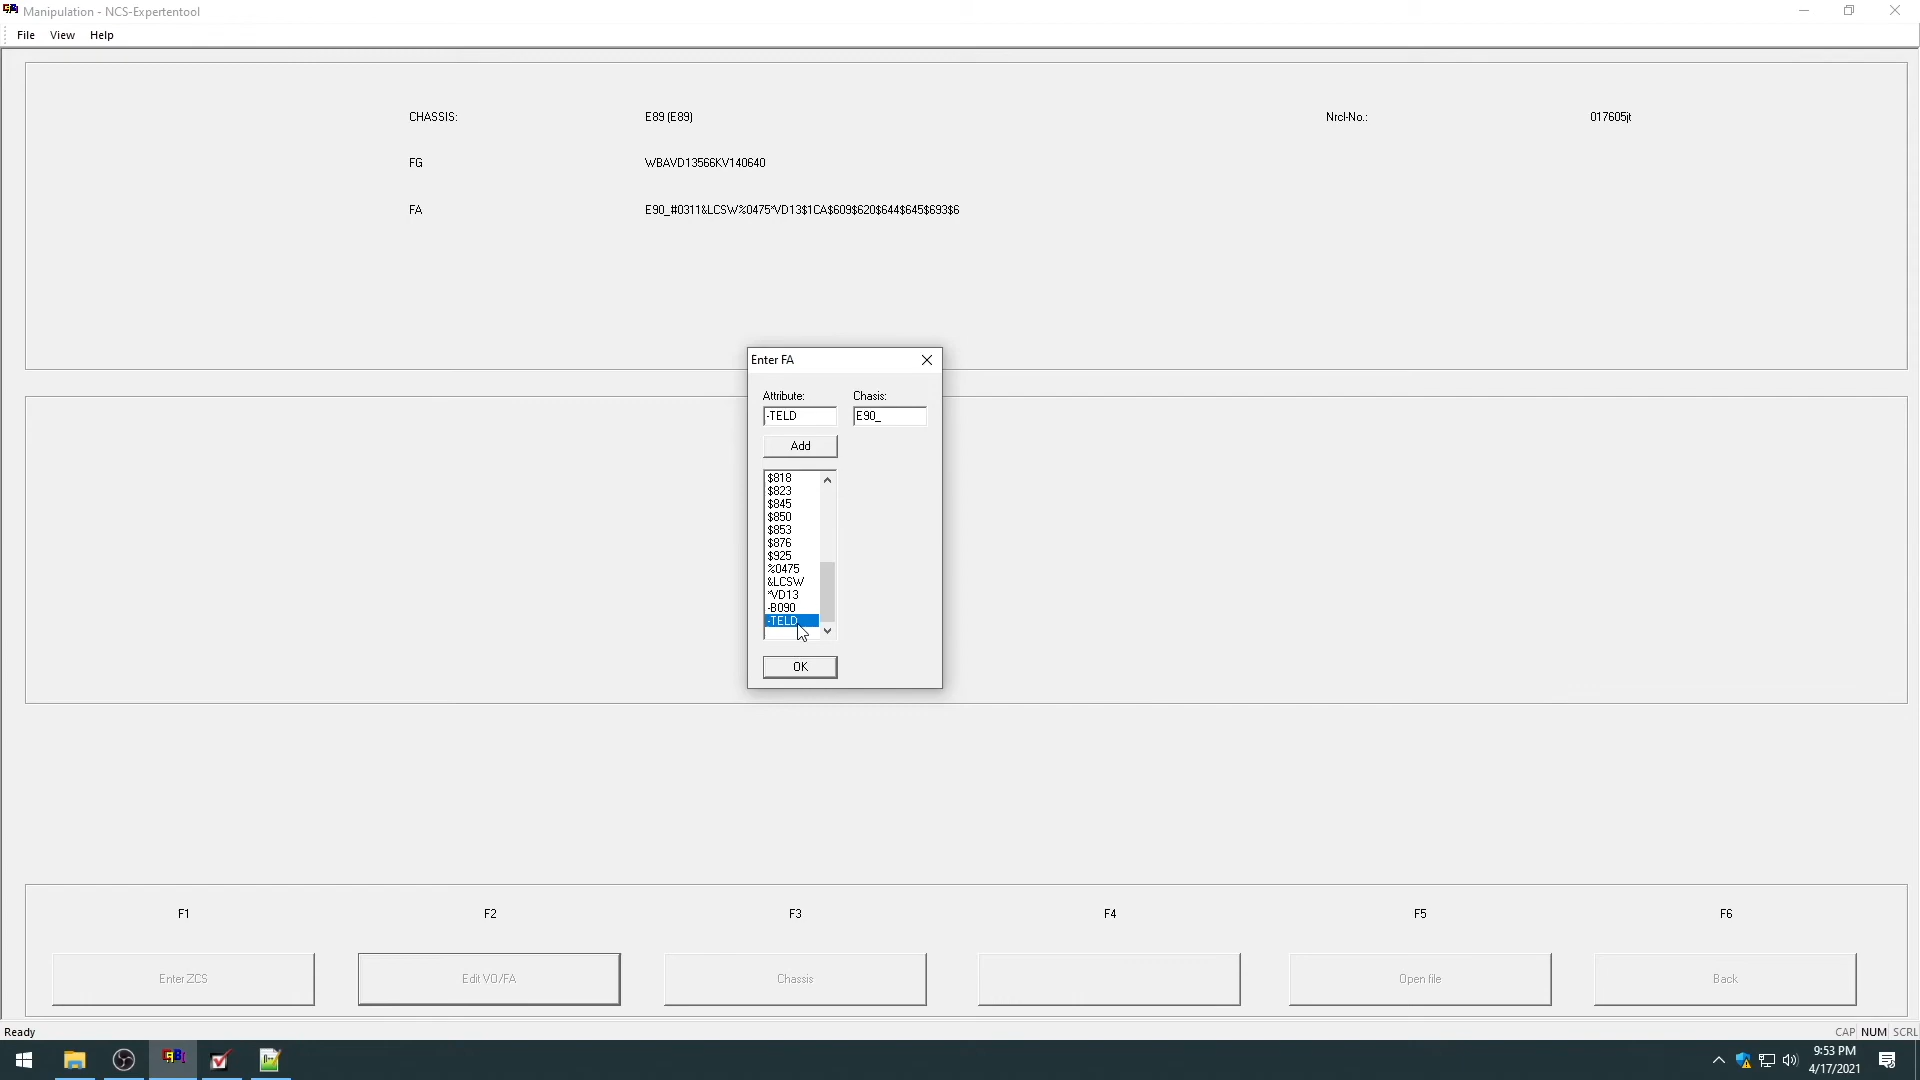 Manipulation - NCS-Expertentool
File View Help
CHASSIS: E89 (E89) Nrcl-No.: 017605jt
FG WBAVD13566KV140640
FA E90_#0311&LCSW%0475*VD13$1CA$609$620$644$645$693$6
Enter FA
Attribute: Chasis:
-TELD E90_
Add
$818
$823
$845
$850
$853
$876
$925
%0475
&LCSW
*VD13
-B090
-TELD
OK
F1 F2 F3 F4 F5 F6
Enter ZCS Edit VO/FA Chassis Open file Back
Ready CAP NUM SCRL
9:53 PM
4/17/2021